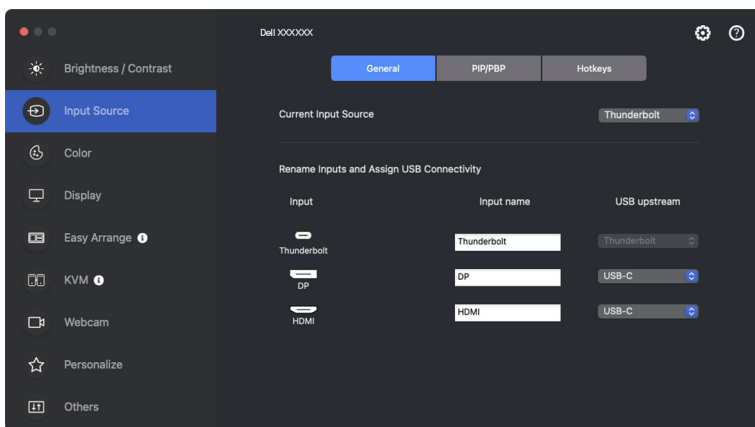 Dell XXXXXX
Brightness / Contrast
Input Source
Color
Display
Easy Arrange
KVM
Webcam
Personalize
Others
General PIP/PBP Hotkeys
Current Input Source Thunderbolt
Rename Inputs and Assign USB Connectivity
Input Input name USB upstream
Thunderbolt Thunderbolt Thunderbolt
DP DP USB-C
HDMI HDMI USB-C